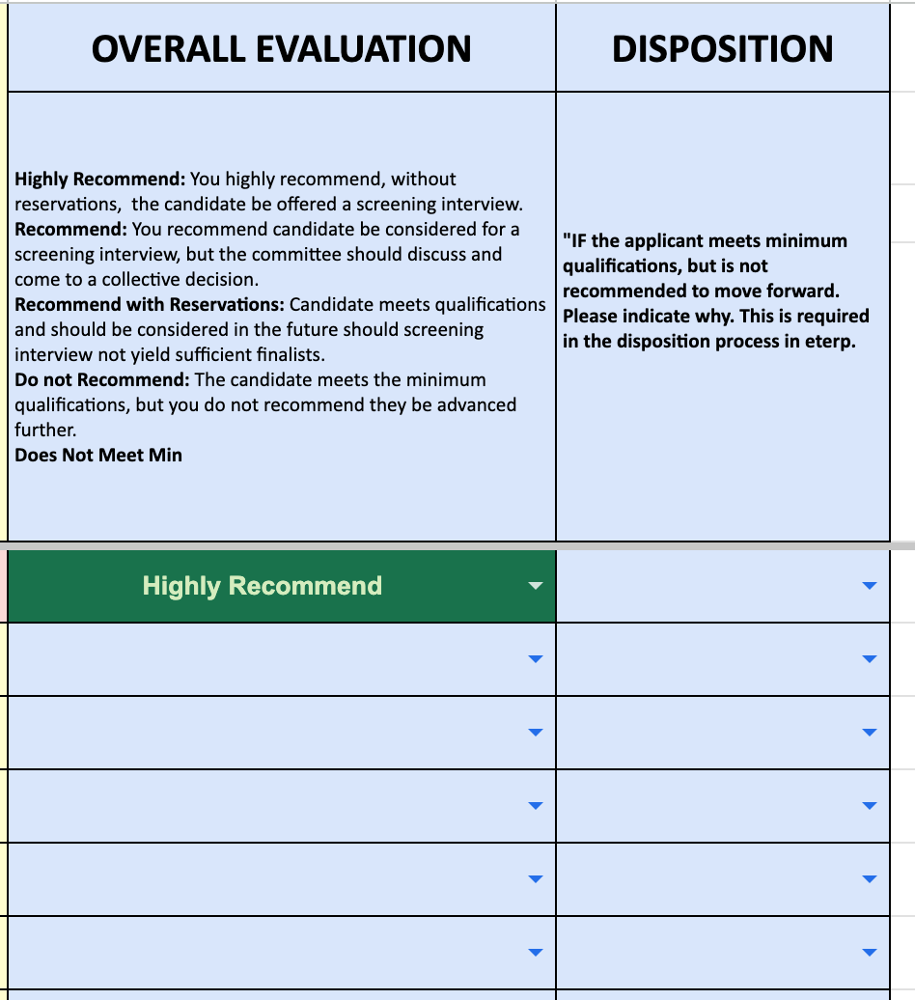 OVERALL EVALUATION
DISPOSITION
Highly Recommend: You highly recommend, without
reservations,  the candidate be offered a screening interview.
Recommend: You recommend candidate be considered for a
screening interview, but the committee should discuss and
come to a collective decision.
Recommend with Reservations: Candidate meets qualifications
and should be considered in the future should screening
interview not yield sufficient finalists.
Do not Recommend: The candidate meets the minimum
qualifications, but you do not recommend they be advanced
further.
Does Not Meet Min
"IF the applicant meets minimum
qualifications, but is not
recommended to move forward.
Please indicate why. This is required
in the disposition process in eterp.
Highly Recommend